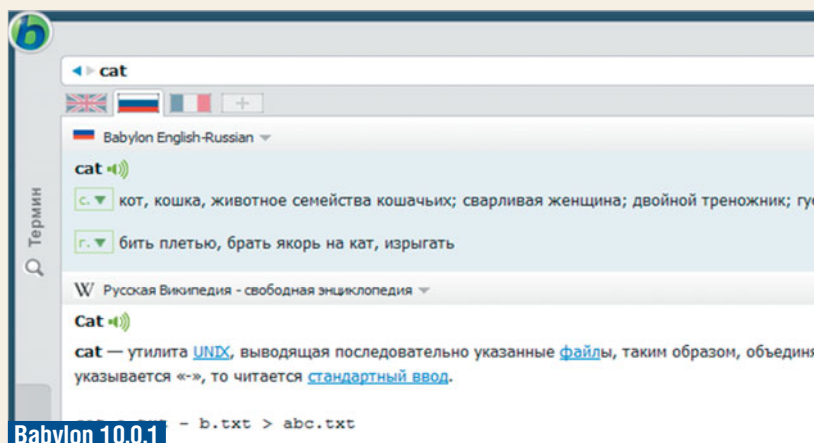 b
cat
Babylon English-Russian
cat
с. кот, кошка, животное семейства кошачьих; сварливая женщина; двойной треножник;
г. бить плетью, брать якорь на кат, изрыгать
Термин
W Русская Википедия - свободная энциклопедия
Cat
cat — утилита UNIX, выводящая последовательно указанные файлы, таким образом,
указывается «-», то читается стандартный ввод.
- b.txt > abc.txt
Babylon 10.0.1